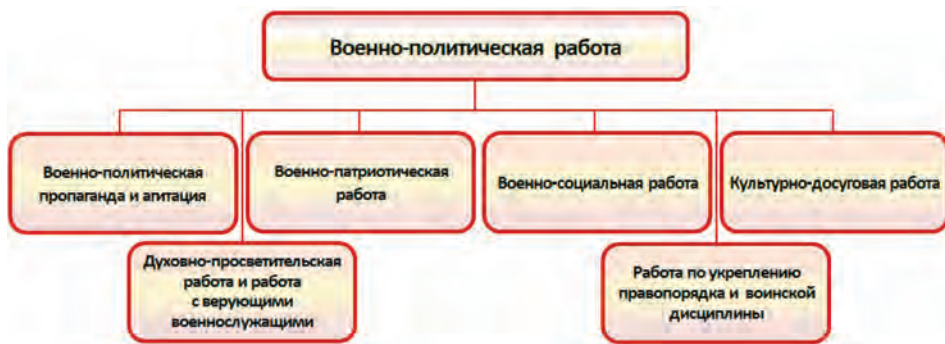 Военно-политическая работа
Военно-политическая
пропаганда и агитация
Военно-патриотическая
работа
Военно-социальная работа
Культурно-досуговая работа
Духовно-просветительская
работа и работа
с верующими
военнослужащими
Работа по укреплению
правопорядка и воинской
дисциплины